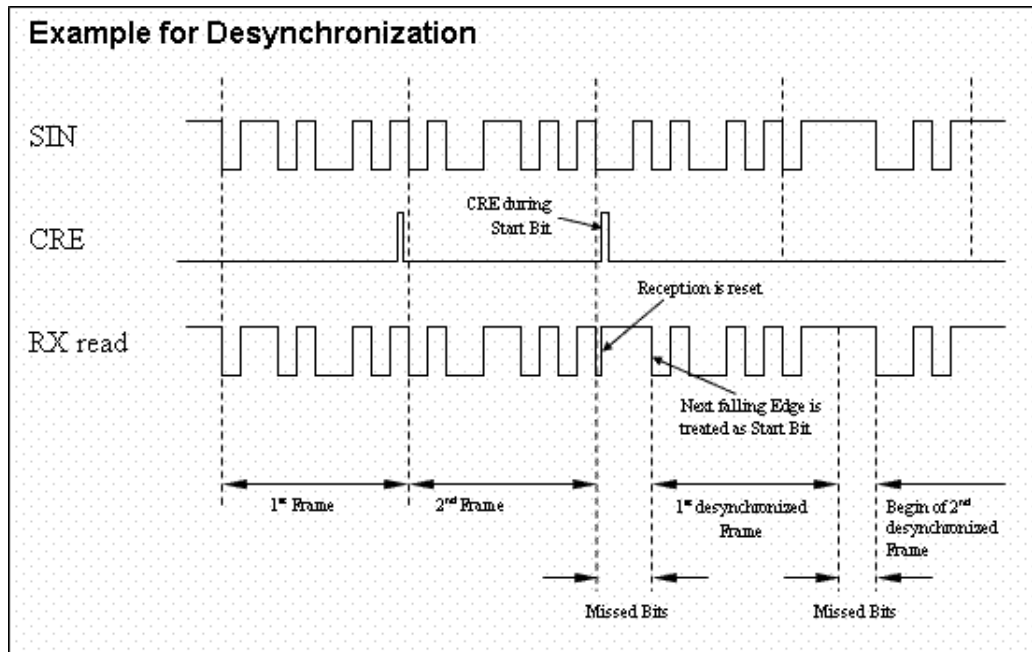 Example for Desynchronization
SIN
CRE during
Start Bit
CRE
Reception is reset
RX read
Next falling Edge is
treated as Start Bit
1st Frame
2nd Frame
1st desynchronized
Frame
Begin of 2nd
desynchronized
Frame
Missed Bits
Missed Bits